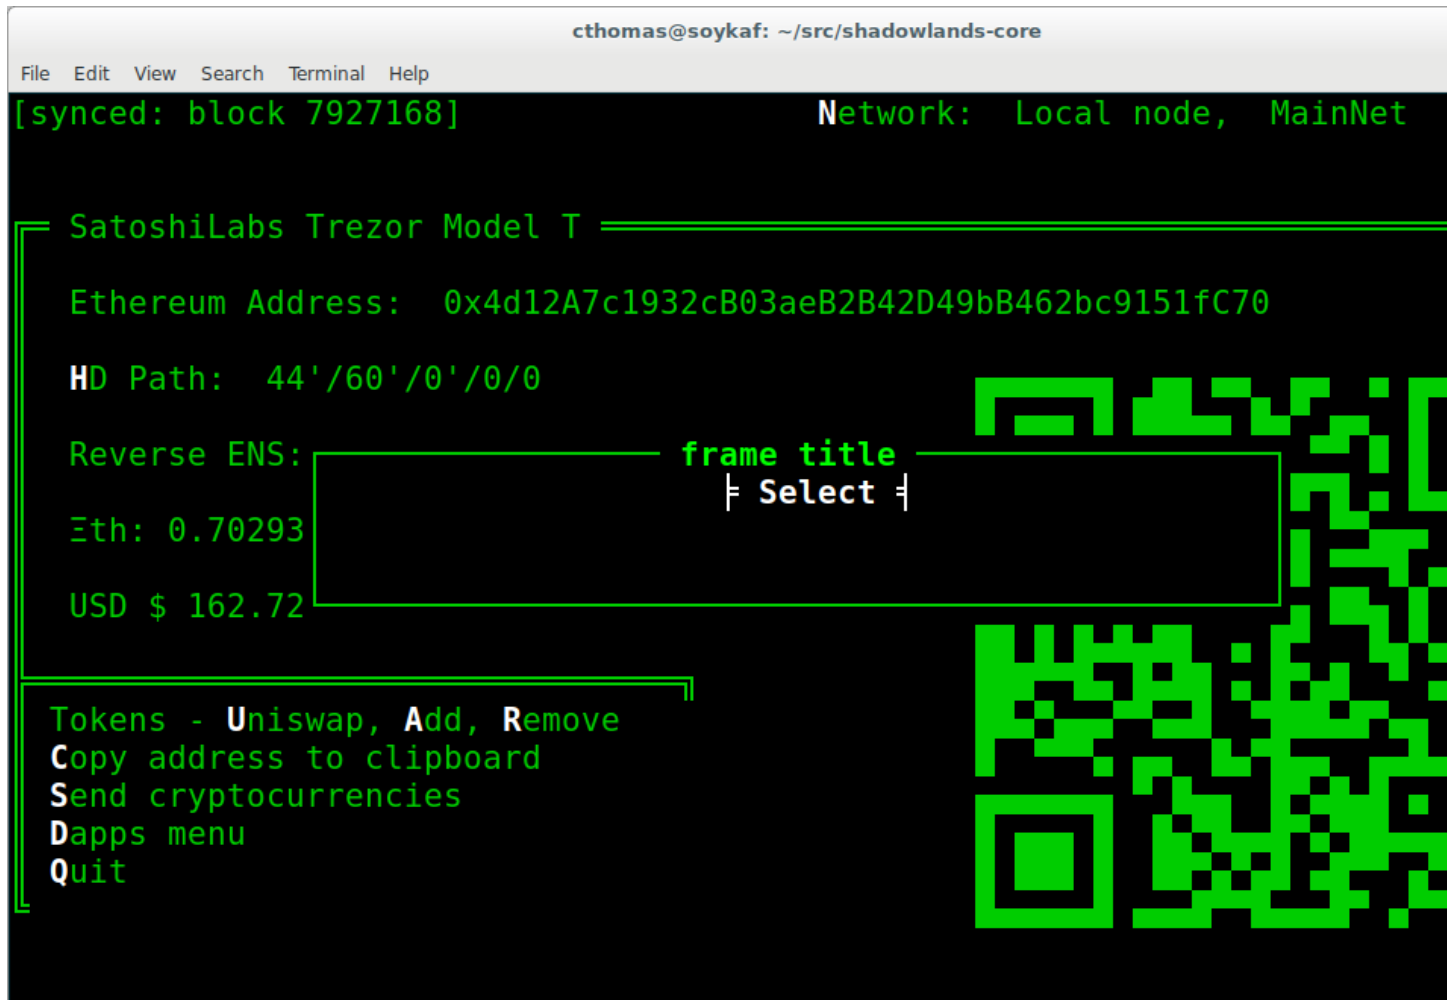 cthomas@soykaf: ~/src/shadowlands-core
File Edit View Search Terminal Help
[synced: block 7927168] Network: Local node, MainNet
SatoshiLabs Trezor Model T
Ethereum Address: 0x4d12A7c1932cB03aeB2B42D49bB462bc9151fC70
HD Path: 44'/60'/0'/0/0
Reverse ENS: frame title
Select
Ξth: 0.70293
USD $ 162.72
Tokens - Uniswap, Add, Remove
Copy address to clipboard
Send cryptocurrencies
Dapps menu
Quit